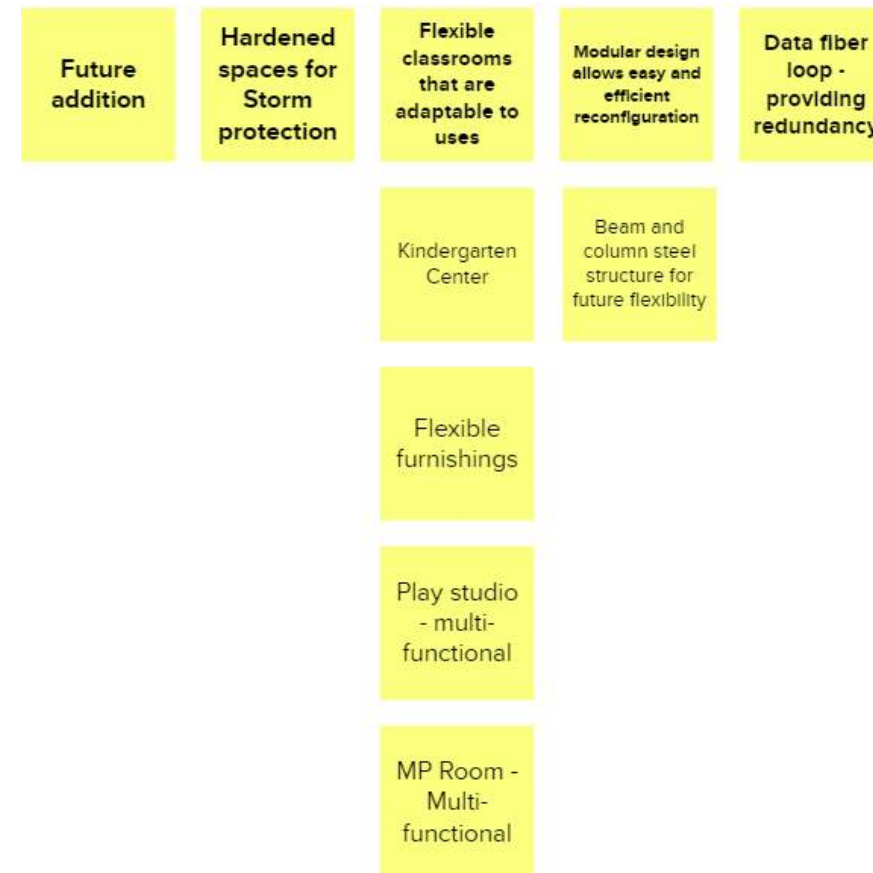 Future
addition
Hardened
spaces for
Storm
protection
Flexible
classrooms
that are
adaptable to
uses
Modular design
allows easy and
efficient
reconfiguration
Data fiber
loop -
providing
redundancy
Kindergarten
Center
Beam and
column steel
structure for
future flexibility
Flexible
furnishings
Play studio
- multi-
functional
MP Room -
Multi-
functional